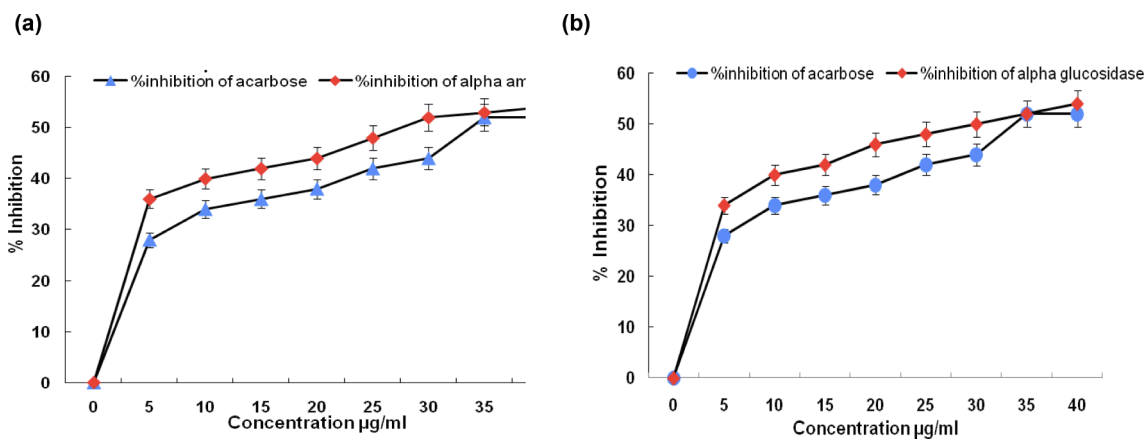 (a)
%inhibition of acarbose %inhibition of alpha am
60
50
40
30
20
10
0
% Inhibition
0 5 10 15 20 25 30 35
Concentration µg/ml
(b)
%inhibition of acarbose %inhibition of alpha glucosidase
60
50
40
30
20
10
0
% Inhibition
0 5 10 15 20 25 30 35 40
Concentration µg/ml